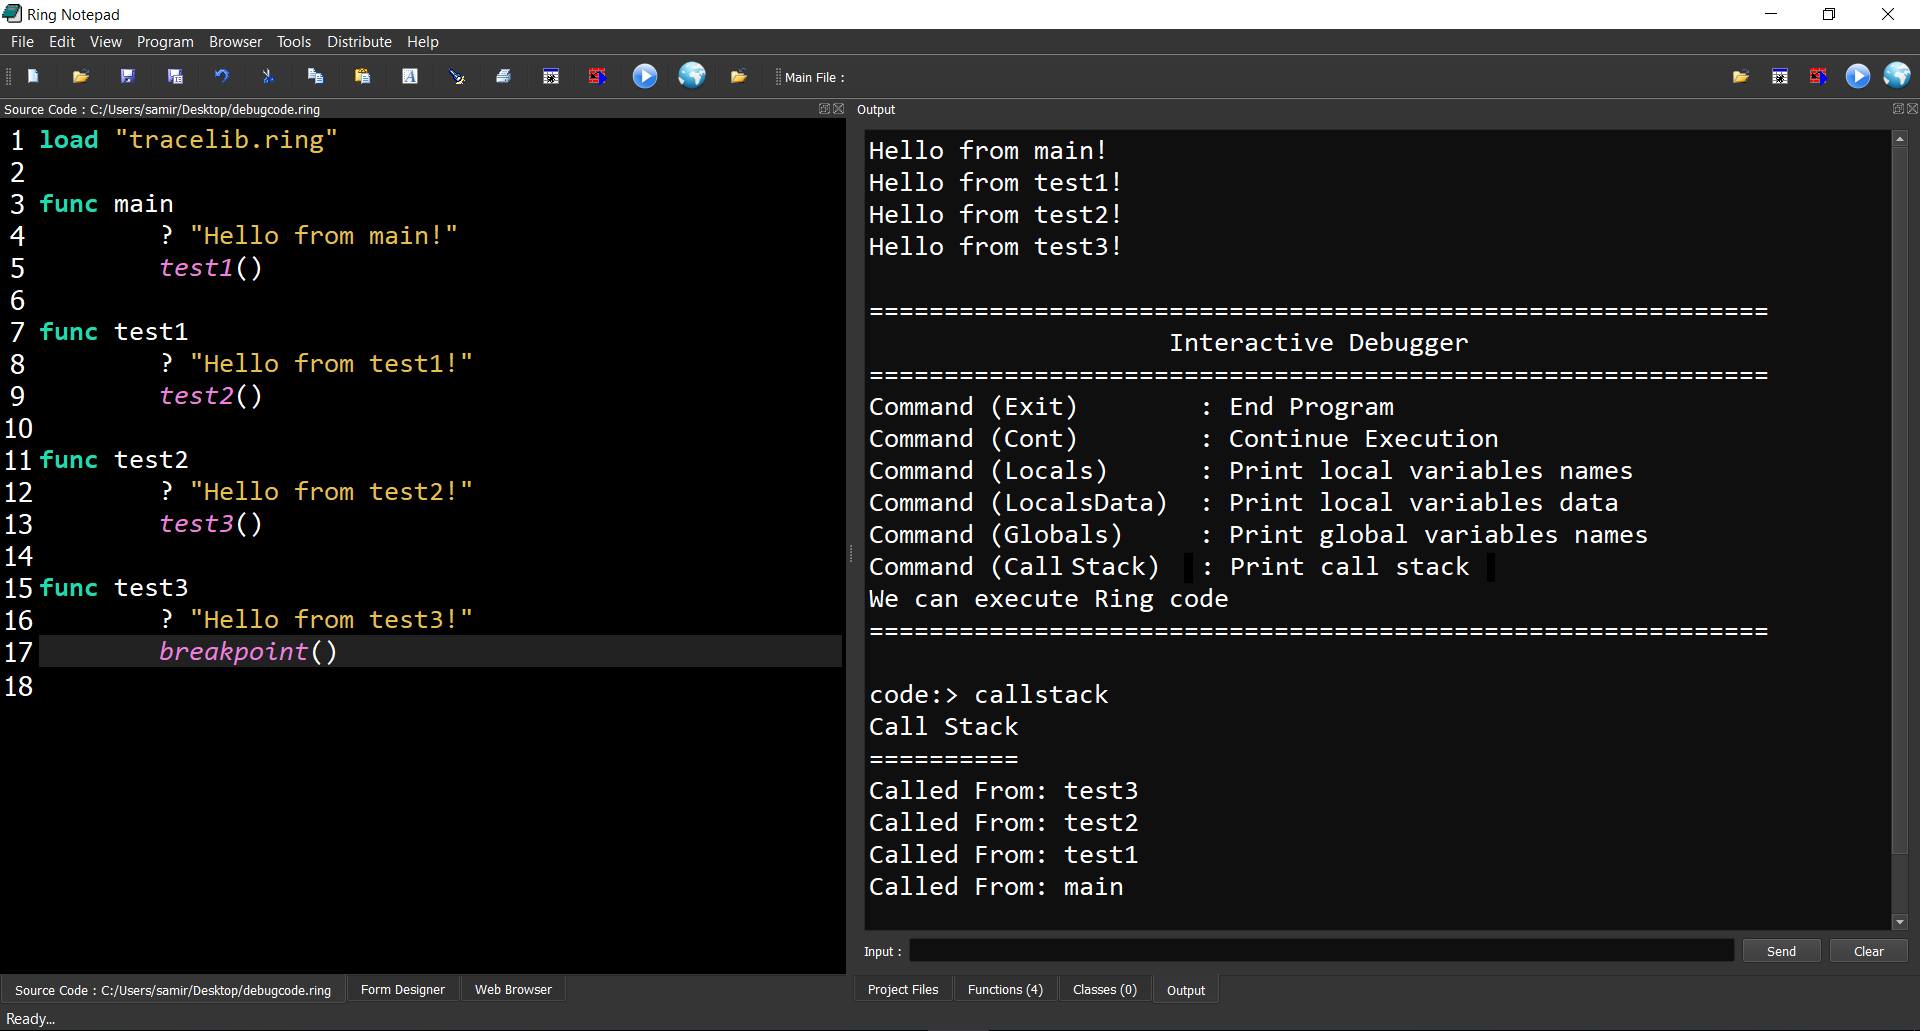 Ring Notepad
File Edit View Program Browser Tools Distribute Help
Main File :
Source Code : C:/Users/samir/Desktop/debugcode.ring
1 load "tracelib.ring"
2
3 func main
4 ? "Hello from main!"
5 test1()
6
7 func test1
8 ? "Hello from test1!"
9 test2()
10
11 func test2
12 ? "Hello from test2!"
13 test3()
14
15 func test3
16 ? "Hello from test3!"
17 breakpoint()
18
Source Code : C:/Users/samir/Desktop/debugcode.ring Form Designer Web Browser
Output
Hello from main!
Hello from test1!
Hello from test2!
Hello from test3!
============================================================
Interactive Debugger
============================================================
Command (Exit) : End Program
Command (Cont) : Continue Execution
Command (Locals) : Print local variables names
Command (LocalsData) : Print local variables data
Command (Globals) : Print global variables names
Command (Call Stack) : Print call stack
We can execute Ring code
============================================================
code:> callstack
Call Stack
==========
Called From: test3
Called From: test2
Called From: test1
Called From: main
Input : Send Clear
Project Files Functions (4) Classes (0) Output
Ready...